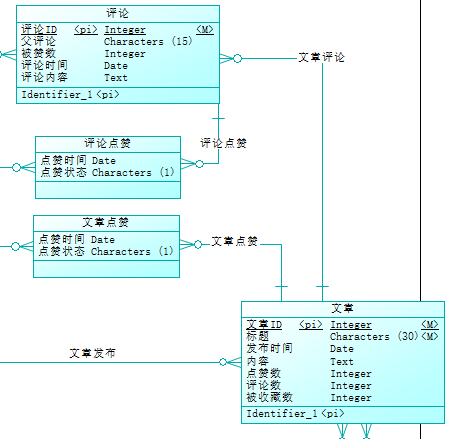 评论
评论ID <pi> Integer <M>
父评论 Characters (15)
被赞数 Integer
评论时间 Date
评论内容 Text
Identifier_1 <pi>
文章评论
评论点赞
评论点赞
点赞时间 Date
点赞状态 Characters (1)
文章点赞
点赞时间 Date
点赞状态 Characters (1)
文章点赞
文章发布
文章
文章ID <pi> Integer <M>
标题 Characters (30) <M>
发布时间 Date
内容 Text
点赞数 Integer
评论数 Integer
被收藏数 Integer
Identifier_1 <pi>